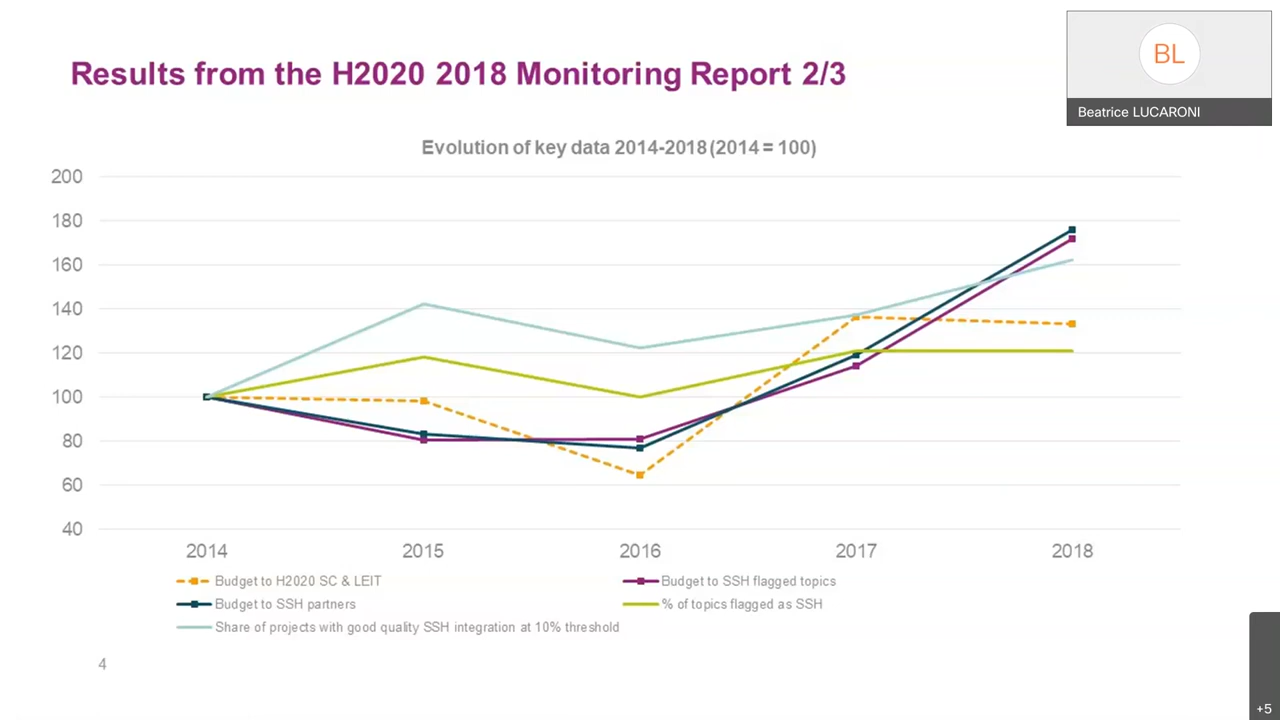 Results from the H2020 2018 Monitoring Report 2/3
BL
Beatrice LUCARONI
Evolution of key data 2014-2018 (2014 = 100)
200
180
160
140
120
100
80
60
40
2014 2015 2016 2017 2018
Budget to H2020 SC & LEIT Budget to SSH flagged topics
Budget to SSH partners % of topics flagged as SSH
Share of projects with good quality SSH integration at 10% threshold
4
+5